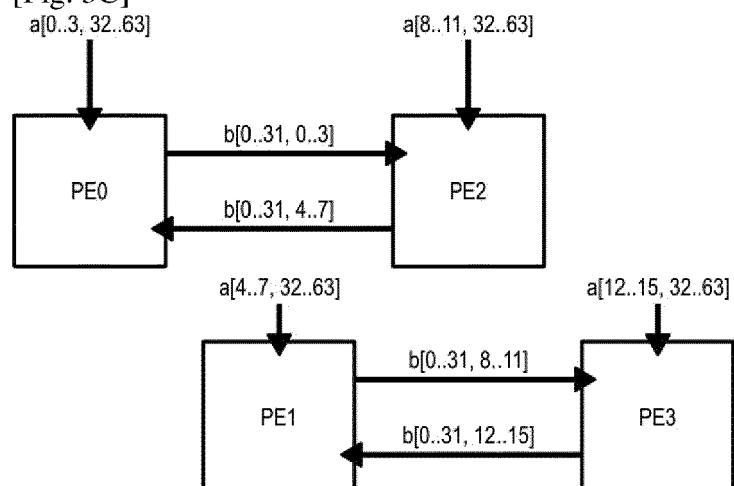 [Fig. 3C]
a[0..3, 32..63]
a[8..11, 32..63]
b[0..31, 0..3]
PE0
PE2
b[0..31, 4..7]
a[4..7, 32..63]
a[12..15, 32..63]
b[0..31, 8..11]
PE1
PE3
b[0..31, 12..15]